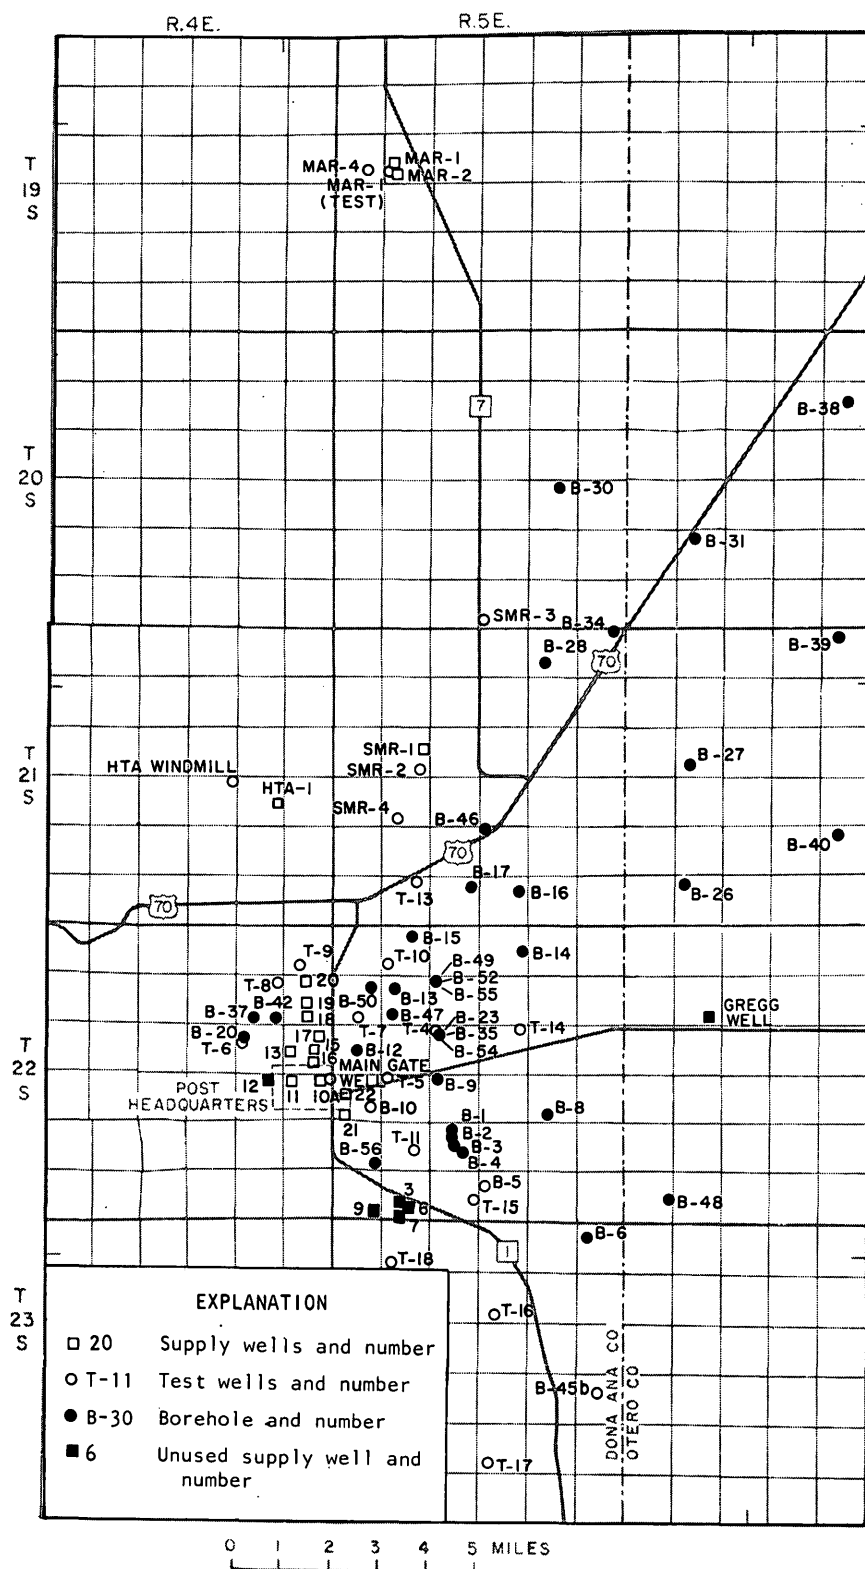 R.4E. R.5E.
T
19
S
MAR-4
MAR-1
MAR-2
MAR-1
(TEST)
7
B-38
T
20
S
B-30
B-31
SMR-3
B-34
B-39
B-28
70
T
21
S
SMR-1
HTA WINDMILL
SMR-2
B-27
HTA-1
SMR-4
B-46
B-40
70
B-17
T-13
B-16
B-26
70
B-15
T-9
T-10
B-49
B-14
T-8
20
B-52
B-50
B-13
B-55
B-37
B-42
19
B-47
B-23
GREGG
WELL
18
T-7
T-4
B-35
T-14
B-20
17
B-54
T-6
13
15
B-12
T
22
S
16
MAIN GATE
WELL
T-5
B-9
POST
HEADQUARTERS
12
11
10A
22
B-10
B-8
21
B-1
B-2
T-11
B-3
B-56
B-4
B-5
3
T-15
B-48
9
6
7
B-6
1
T-18
T
23
S
T-16
B-45b
DONA ANA CO
OTERO CO
T-17
EXPLANATION
20 Supply wells and number
T-11 Test wells and number
B-30 Borehole and number
6 Unused supply well and
number
0 1 2 3 4 5 MILES